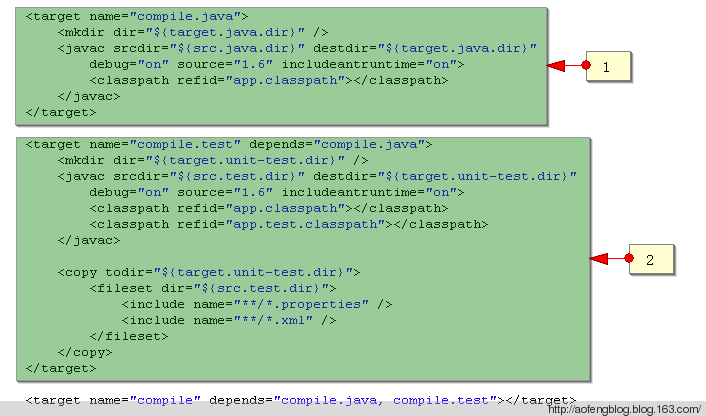 <target name="compile.java">
<mkdir dir="${target.java.dir}" />
<javac srcdir="${src.java.dir}" destdir="${target.java.dir}"
debug="on" source="1.6" includeantruntime="on">
<classpath refid="app.classpath"></classpath>
</javac>
</target>
1
<target name="compile.test" depends="compile.java">
<mkdir dir="${target.unit-test.dir}" />
<javac srcdir="${src.test.dir}" destdir="${target.unit-test.dir}"
debug="on" source="1.6" includeantruntime="on">
<classpath refid="app.classpath"></classpath>
<classpath refid="app.test.classpath"></classpath>
</javac>
<copy todir="${target.unit-test.dir}">
<fileset dir="${src.test.dir}">
<include name="**/*.properties" />
<include name="**/*.xml" />
</fileset>
</copy>
</target>
2
<target name="compile" depends="compile.java, compile.test"></target>
http://aofengblog.blog.163.com/